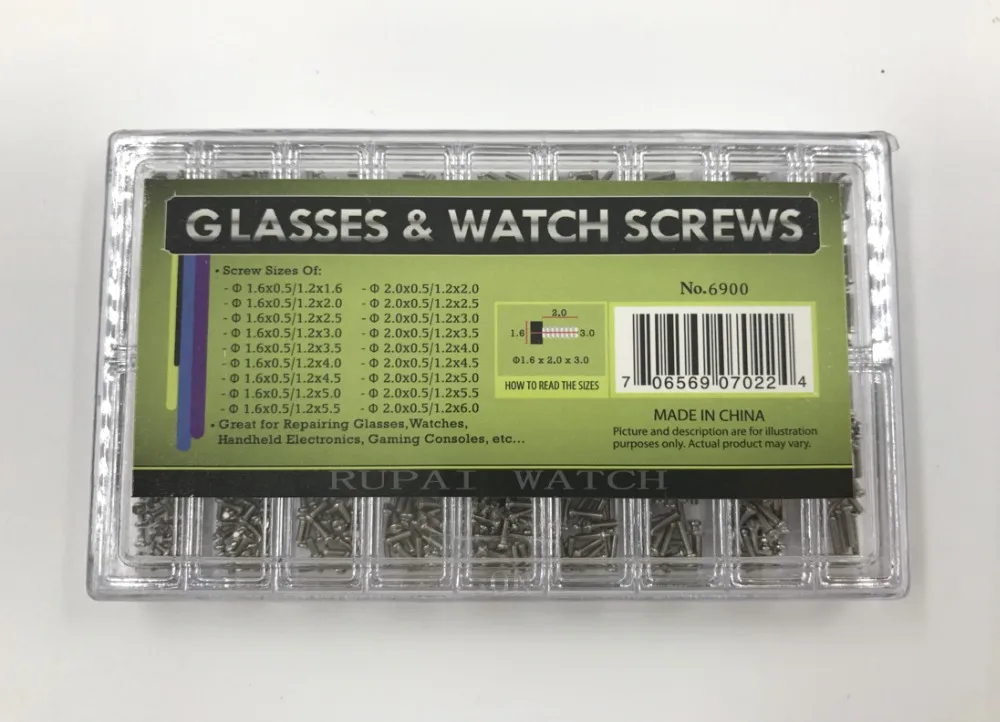 GLASSES & WATCH SCREWS
• Screw Sizes Of:
- Φ 1.6x0.5/1.2x1.6 - Φ 2.0x0.5/1.2x2.0
- Φ 1.6x0.5/1.2x2.0 - Φ 2.0x0.5/1.2x2.5
- Φ 1.6x0.5/1.2x2.5 - Φ 2.0x0.5/1.2x3.0
- Φ 1.6x0.5/1.2x3.0 - Φ 2.0x0.5/1.2x3.5
- Φ 1.6x0.5/1.2x3.5 - Φ 2.0x0.5/1.2x4.0
- Φ 1.6x0.5/1.2x4.0 - Φ 2.0x0.5/1.2x4.5
- Φ 1.6x0.5/1.2x4.5 - Φ 2.0x0.5/1.2x5.0
- Φ 1.6x0.5/1.2x5.0 - Φ 2.0x0.5/1.2x5.5
- Φ 1.6x0.5/1.2x5.5 - Φ 2.0x0.5/1.2x6.0
• Great for Repairing Glasses,Watches,
Handheld Electronics, Gaming Consoles, etc...
2.0
1.6 3.0
Φ1.6 x 2.0 x 3.0
HOW TO READ THE SIZES
No.6900
7 06569 07022 4
MADE IN CHINA
Picture and description are for illustration
purposes only. Actual product may vary.
RUPAI WATCH